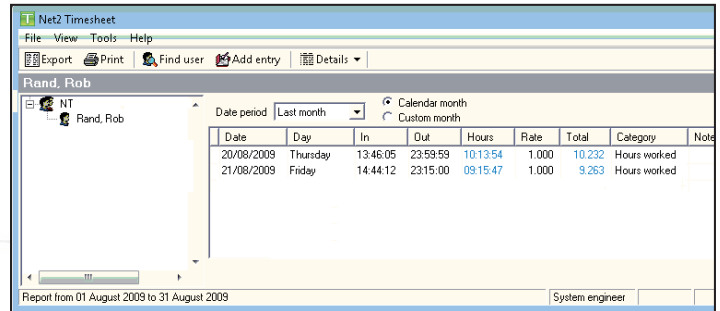 Net2 Timesheet
File View Tools Help
Export Print Find user Add entry Details
Rand, Rob
NT
Rand, Rob
Date period Last month Calendar month
Custom month
Date Day In Out Hours Rate Total Category Note
20/08/2009 Thursday 13:46:05 23:59:59 10:13:54 1.000 10.232 Hours worked
21/08/2009 Friday 14:44:12 23:15:00 09:15:47 1.000 9.263 Hours worked
Report from 01 August 2009 to 31 August 2009 System engineer